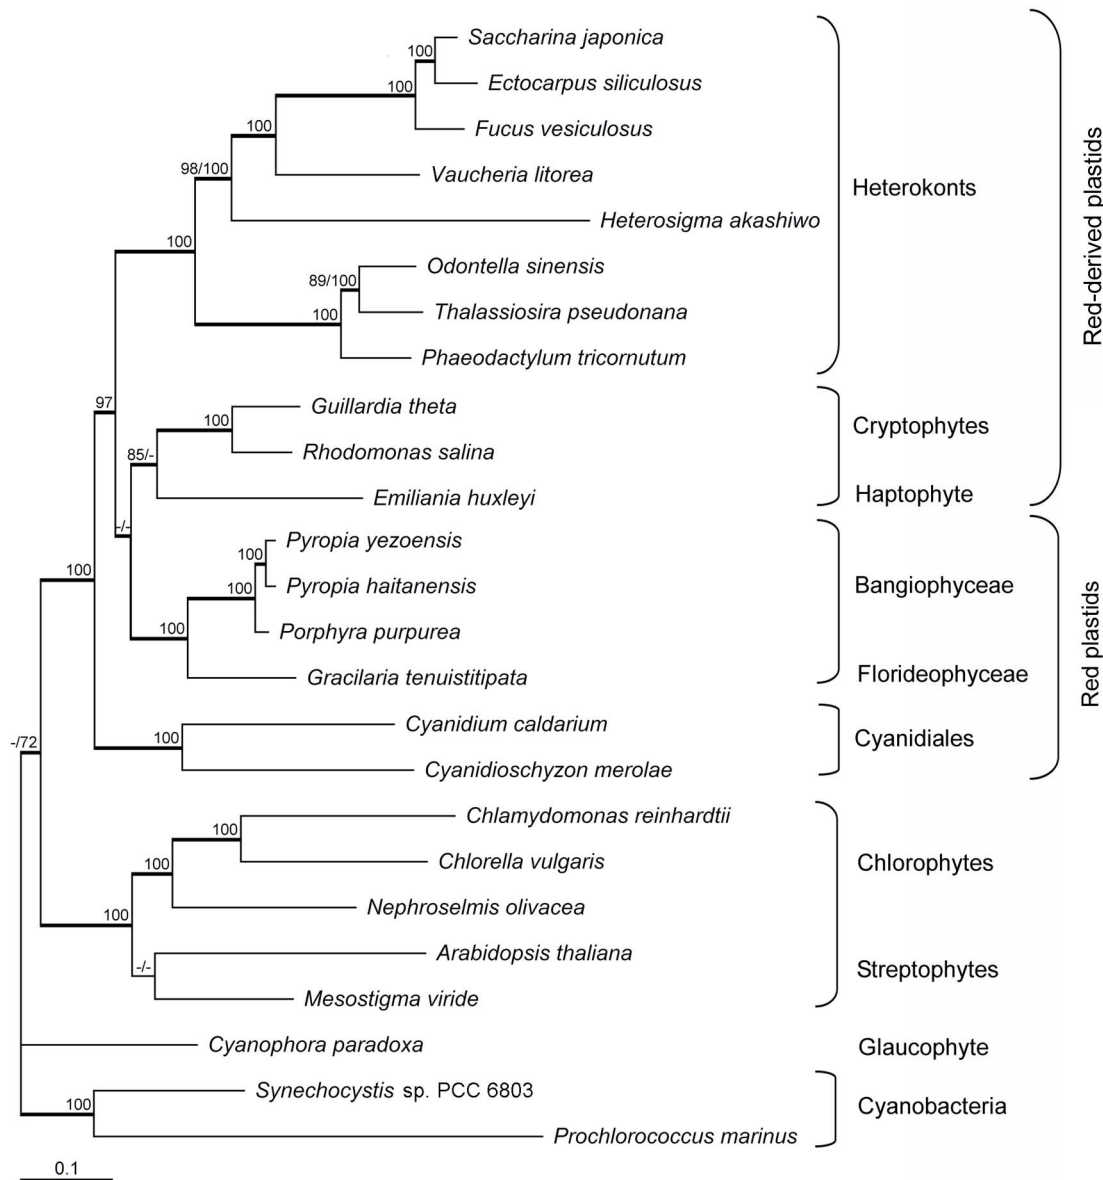 Saccharina japonica
100
Ectocarpus siliculosus
100
Fucus vesiculosus
100
Vaucheria litorea
98/100
Heterokonts
Heterosigma akashiwo
100
Odontella sinensis
89/100
Thalassiosira pseudonana
100
Phaeodactylum tricornutum
Red-derived plastids
97
Guillardia theta
100
Cryptophytes
Rhodomonas salina
85/-
Emiliania huxleyi
Haptophyte
-/-
Pyropia yezoensis
100
100
Pyropia haitanensis
Bangiophyceae
100
Porphyra purpurea
100
Gracilaria tenuistitipata
Florideophyceae
Red plastids
Cyanidium caldarium
100
Cyanidiales
-/72
Cyanidioschyzon merolae
Chlamydomonas reinhardtii
100
Chlorella vulgaris
Chlorophytes
100
Nephroselmis olivacea
100
Arabidopsis thaliana
-/-
Streptophytes
Mesostigma viride
Cyanophora paradoxa
Glaucophyte
Synechocystis sp. PCC 6803
100
Cyanobacteria
Prochlorococcus marinus
0.1